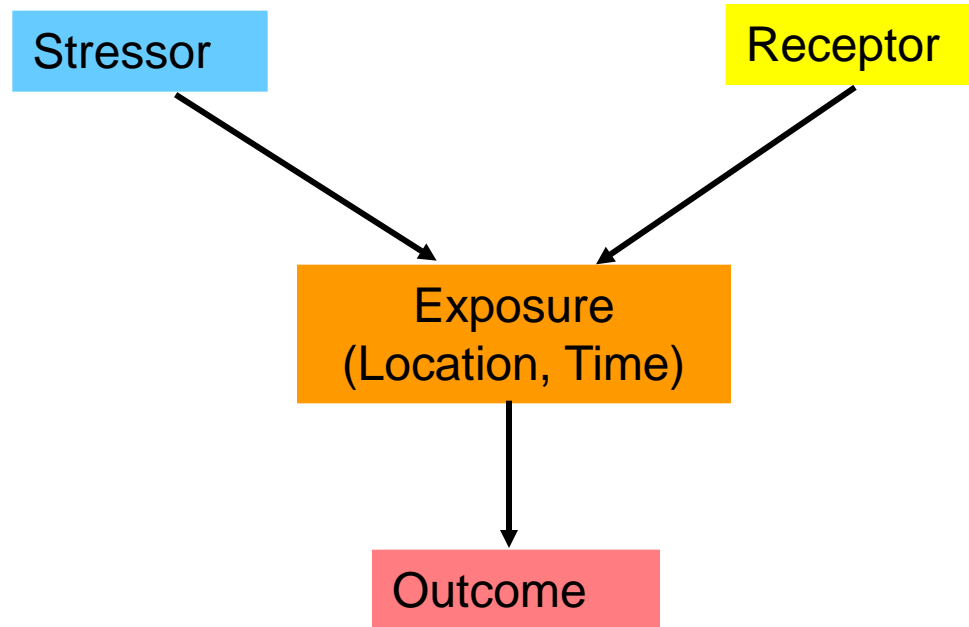 Stressor
Receptor
Exposure
(Location, Time)
Outcome